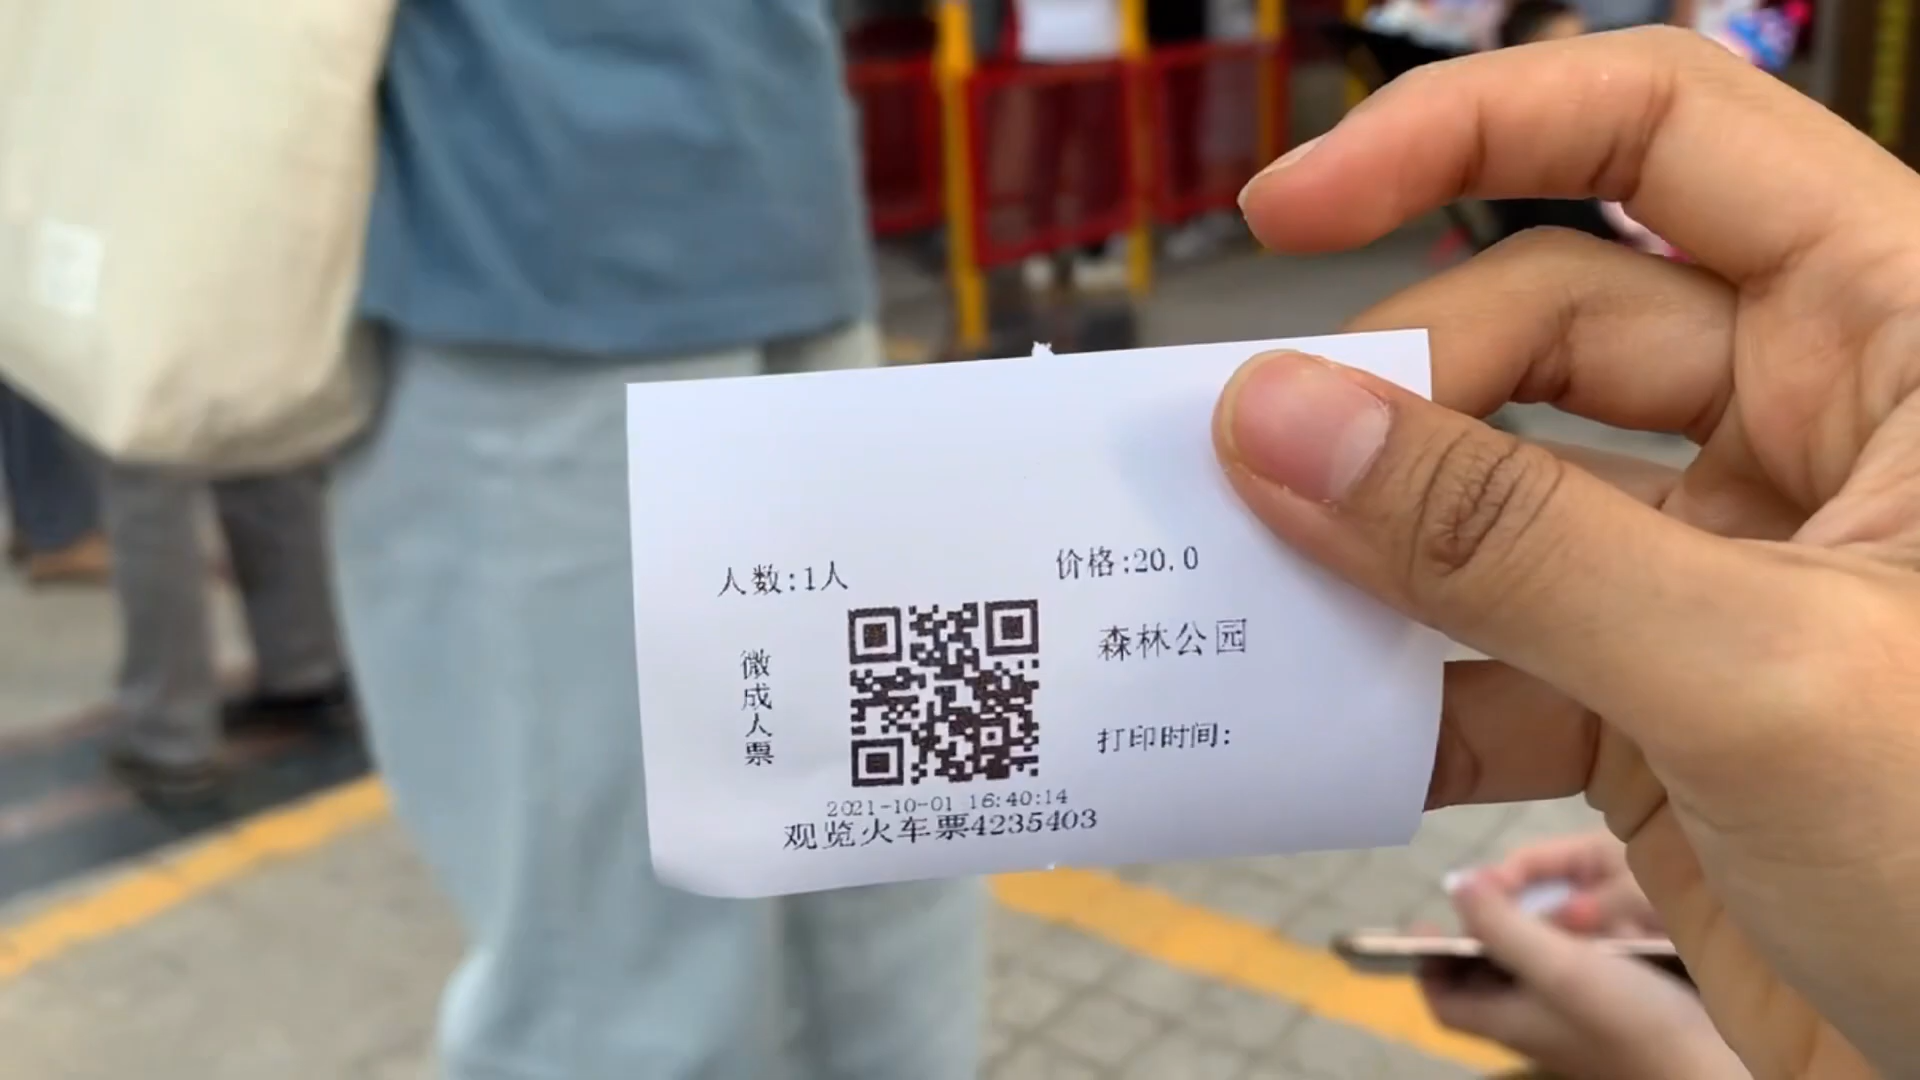 人数:1人
价格:20.0
微成人票
森林公园
打印时间:
2021-10-01 16:40:14
观览火车票4235403